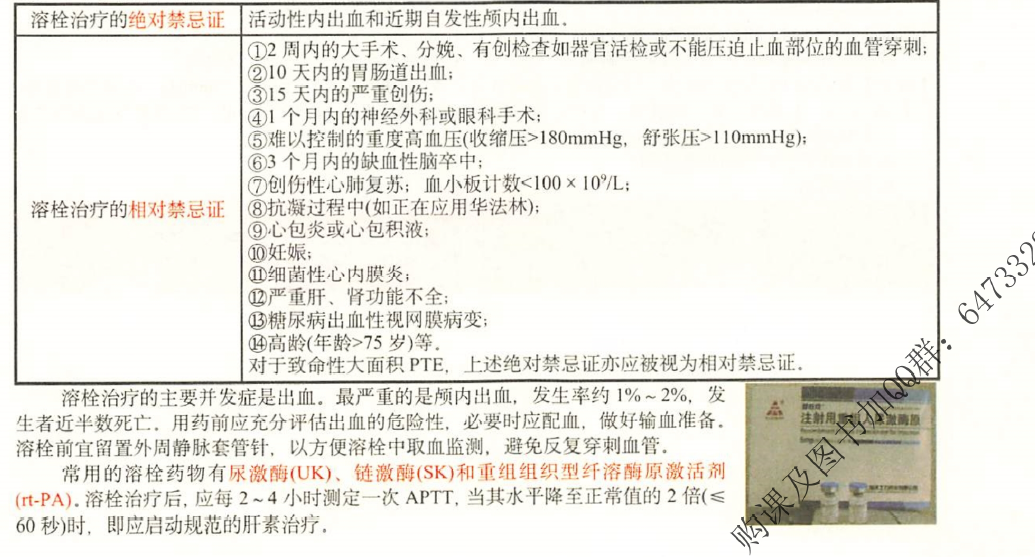 溶栓治疗的绝对禁忌证 活动性内出血和近期自发性颅内出血。
①2 周内的大手术、分娩、有创检查如器官活检或不能压迫止血部位的血管穿刺;
②10 天内的胃肠道出血;
③15 天内的严重创伤;
④1 个月内的神经外科或眼科手术;
⑤难以控制的重度高血压(收缩压>180mmHg, 舒张压>110mmHg);
⑥3 个月内的缺血性脑卒中;
⑦创伤性心肺复苏; 血小板计数<100 × 10⁹/L;
溶栓治疗的相对禁忌证 ⑧抗凝过程中(如正在应用华法林);
⑨心包炎或心包积液;
⑩妊娠;
⑪细菌性心内膜炎;
⑫严重肝、肾功能不全;
⑬糖尿病出血性视网膜病变;
⑭高龄(年龄>75 岁)等。
对于致命性大面积 PTE, 上述绝对禁忌证亦应被视为相对禁忌证。
溶栓治疗的主要并发症是出血。最严重的是颅内出血, 发生率约 1%~2%, 发
生者近半数死亡。用药前应充分评估出血的危险性, 必要时应配血, 做好输血准备。
溶栓前宜留置外周静脉套管针, 以方便溶栓中取血监测, 避免反复穿刺血管。
常用的溶栓药物有尿激酶(UK)、链激酶(SK)和重组组织型纤溶酶原激活剂
(rt-PA)。溶栓治疗后, 应每 2~4 小时测定一次 APTT, 当其水平降至正常值的 2 倍(≤
60 秒)时, 即应启动规范的肝素治疗。
注射用
购课及图书加QQ群: 647332